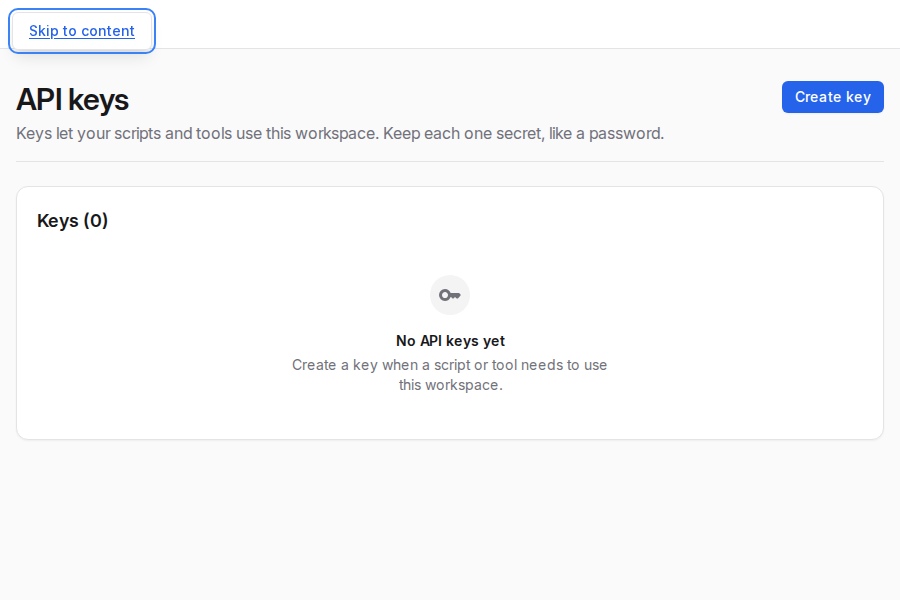 Skip to content
API keys
Create key
Keys let your scripts and tools use this workspace. Keep each one secret, like a password.
Keys (0)
No API keys yet
Create a key when a script or tool needs to use
this workspace.